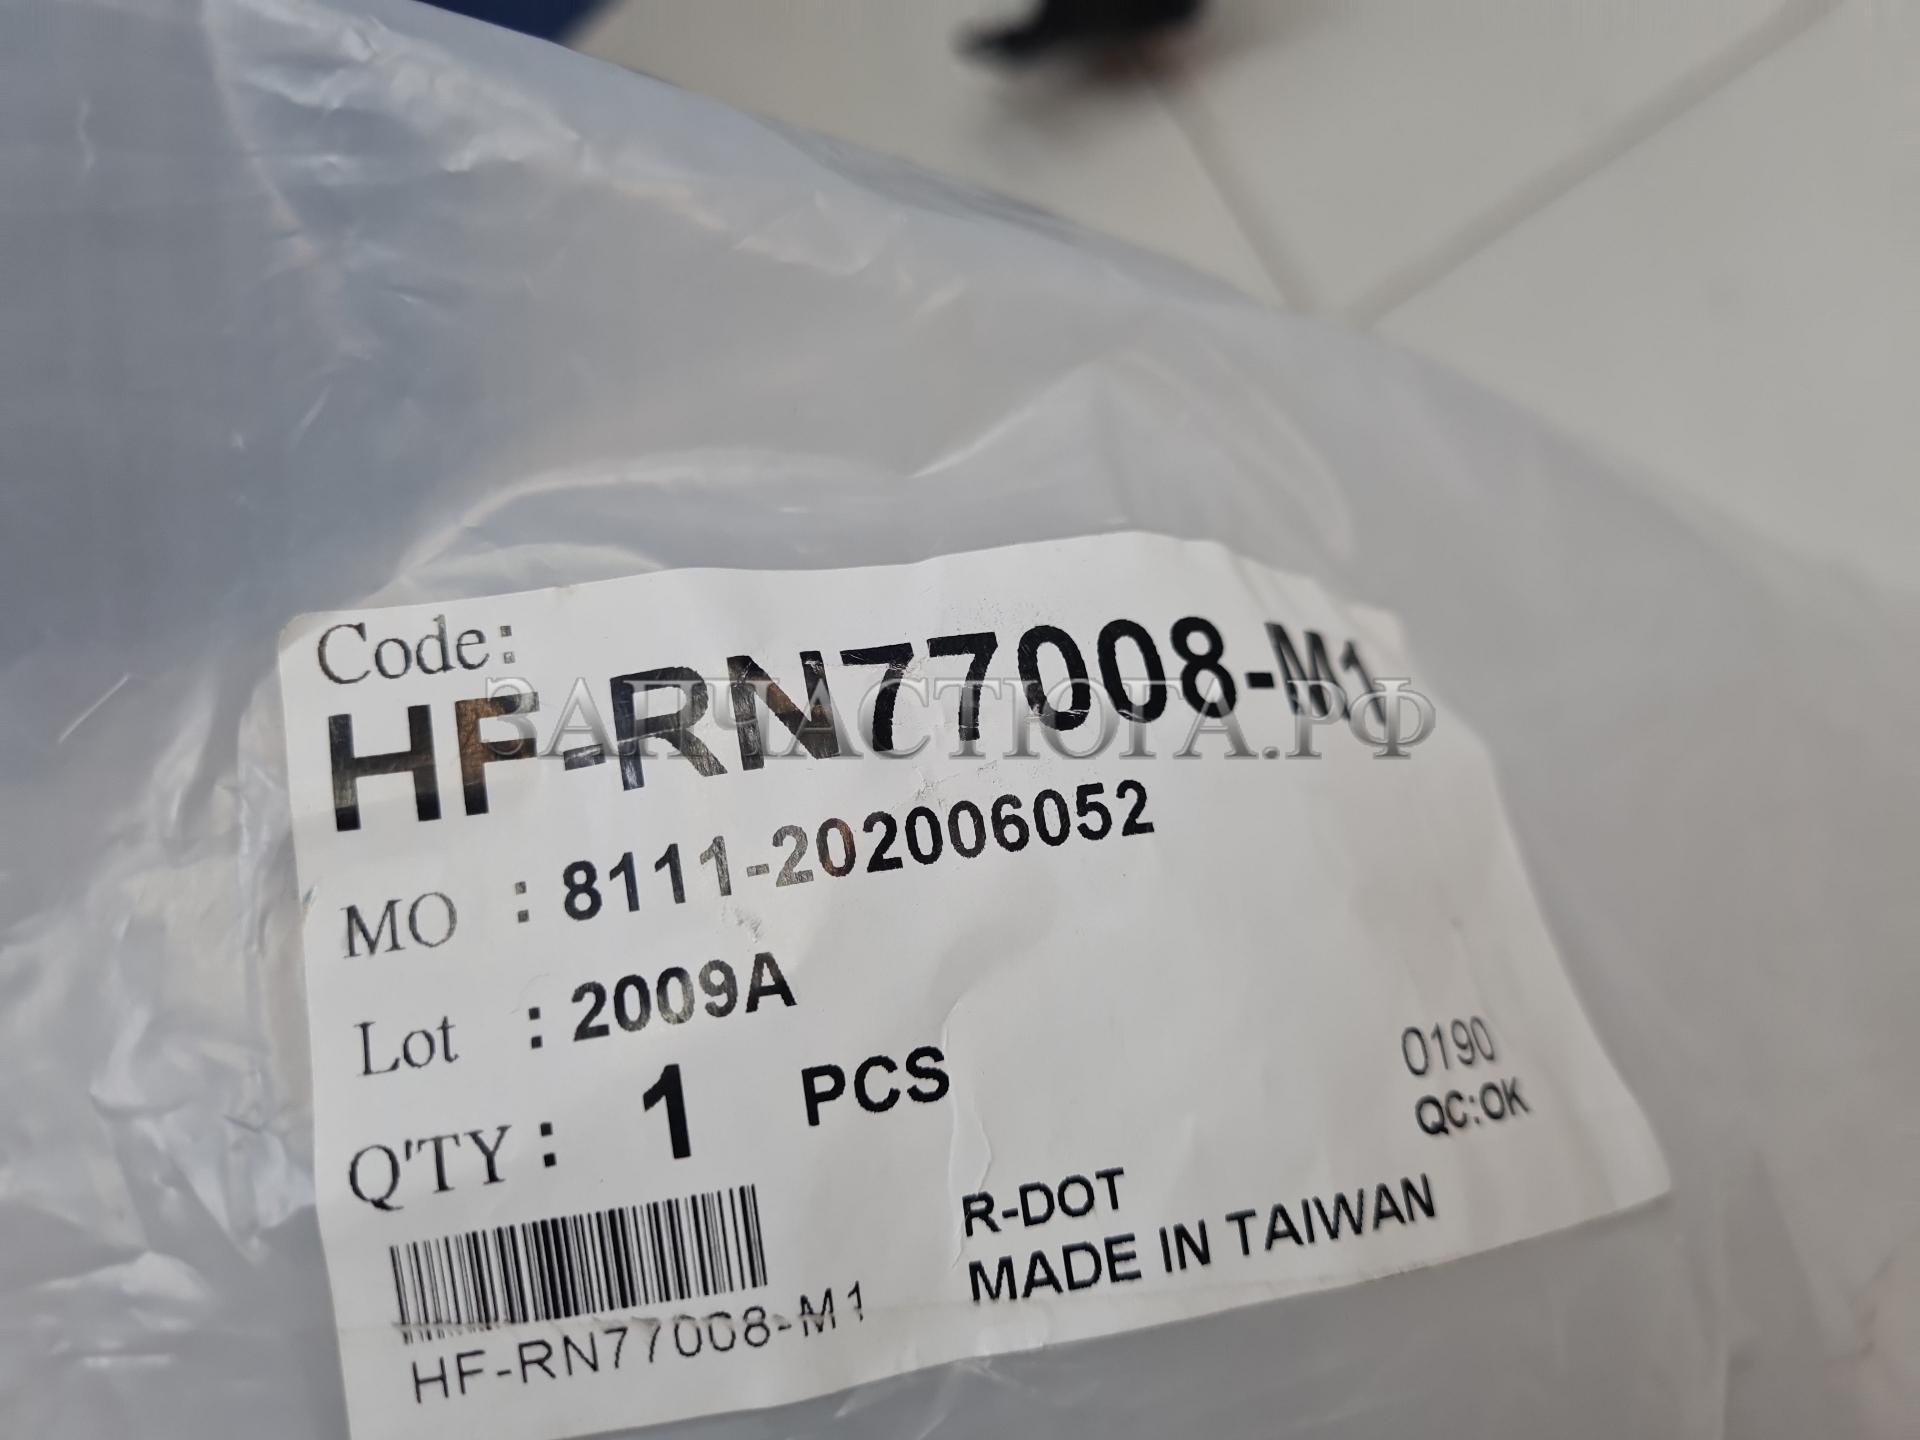 Code:
HF-RN77008-M1
ЗАПЧАСТЮГА.РФ
MO : 8111-202006052
Lot : 2009A
Q'TY : 1 PCS
0190
QC:OK
R-DOT
MADE IN TAIWAN
HF-RN77008-M1